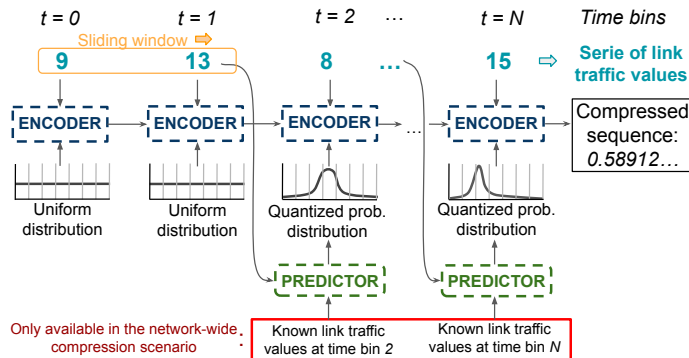 t = 0 t = 1 t = 2 ... t = N Time bins
Sliding window
9 13 8 ... 15 Serie of link
traffic values
ENCODER ENCODER ENCODER ... ENCODER
Compressed
sequence:
0.58912...
Uniform
distribution
Uniform
distribution
Quantized prob.
distribution
Quantized prob.
distribution
PREDICTOR PREDICTOR
Only available in the network-wide
compression scenario :
Known link traffic
values at time bin 2
Known link traffic
values at time bin N